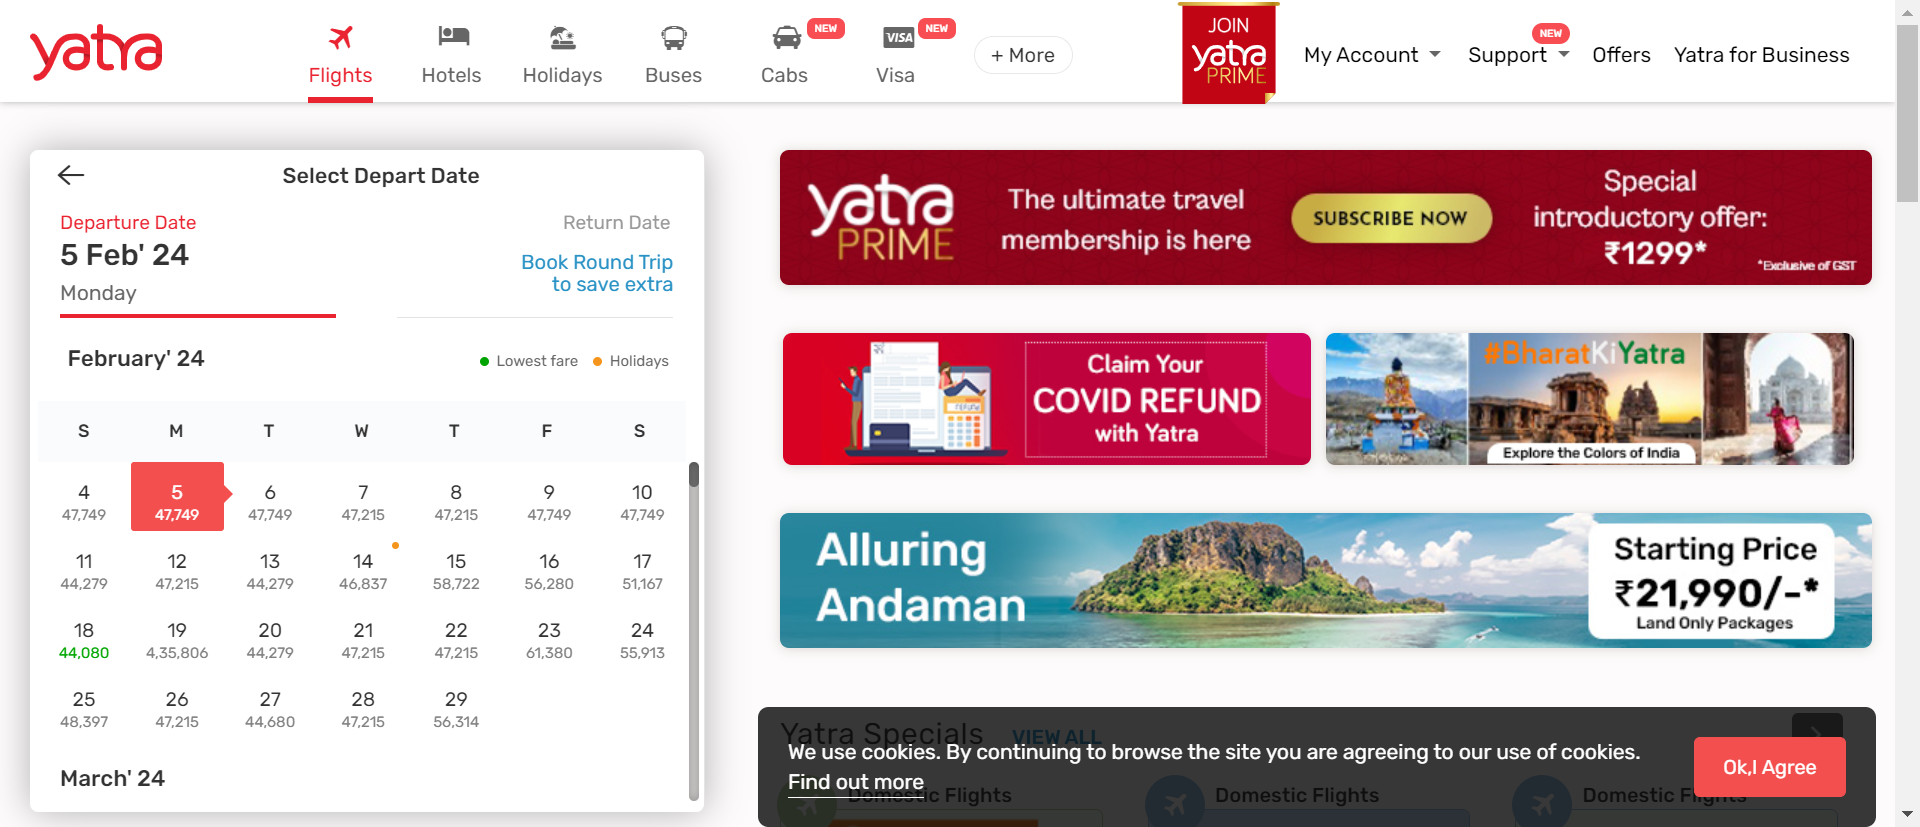 yatra
Flights
Hotels
Holidays
Buses
Cabs
NEW
Visa
VISA
NEW
+ More
JOIN
yatra
PRIME
My Account
Support
NEW
Offers
Yatra for Business
Select Depart Date
Departure Date
5 Feb' 24
Monday
Return Date
Book Round Trip
to save extra
February' 24
Lowest fare
Holidays
S M T W T F S
4 5 6 7 8 9 10
47,749 47,749 47,749 47,215 47,215 47,749 47,749
11 12 13 14 15 16 17
44,279 47,215 44,279 46,837 58,722 56,280 51,167
18 19 20 21 22 23 24
44,080 4,35,806 44,279 47,215 47,215 61,380 55,913
25 26 27 28 29
48,397 47,215 44,680 47,215 56,314
March' 24
yatra
PRIME
The ultimate travel
membership is here
SUBSCRIBE NOW
Special
introductory offer:
₹1299*
*Exclusive of GST
refund
Claim Your
COVID REFUND
with Yatra
#BharatKiYatra
Explore the Colors of India
Alluring
Andaman
Starting Price
₹21,990/-*
Land Only Packages
Yatra Specials
VIEW ALL
We use cookies. By continuing to browse the site you are agreeing to our use of cookies.
Find out more
Ok,I Agree
Domestic Flights
Domestic Flights
Domestic Flights